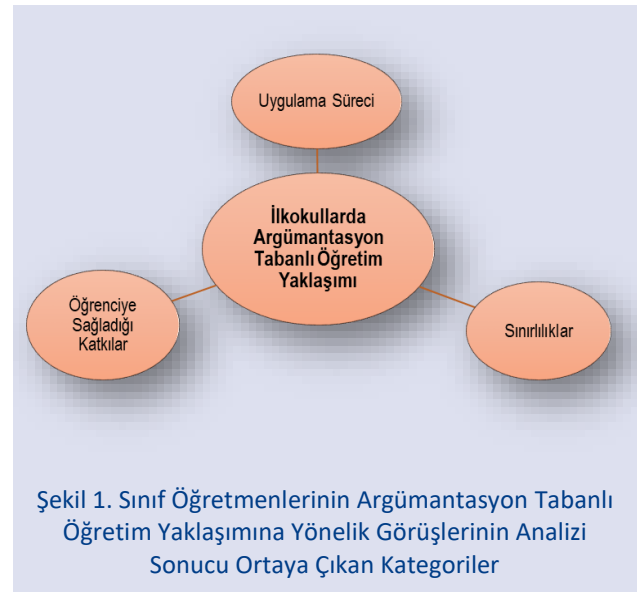 Uygulama Süreci
İlkokullarda
Argümantasyon
Tabanlı Öğretim
Yaklaşımı
Öğrenciye
Sağladığı
Katkılar
Sınırlılıklar
Şekil 1. Sınıf Öğretmenlerinin Argümantasyon Tabanlı
Öğretim Yaklaşımına Yönelik Görüşlerinin Analizi
Sonucu Ortaya Çıkan Kategoriler